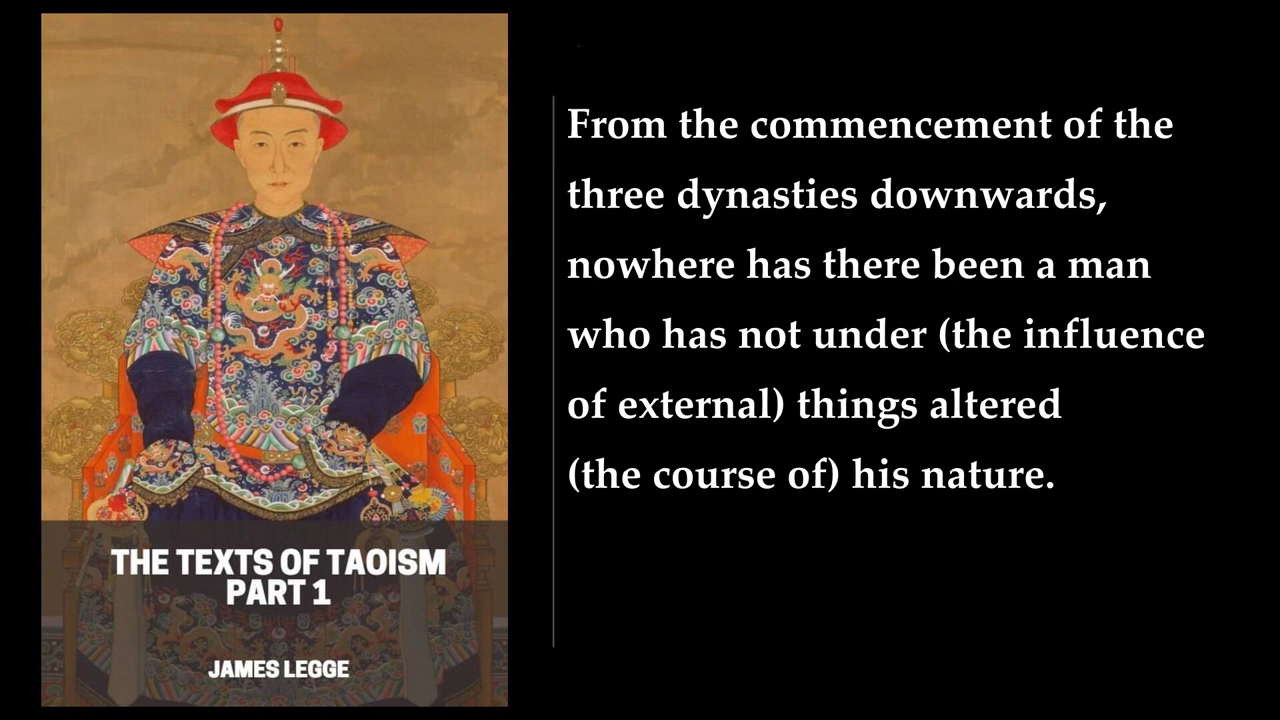 THE TEXTS OF TAOISM
PART 1
JAMES LEGGE
From the commencement of the
three dynasties downwards,
nowhere has there been a man
who has not under (the influence
of external) things altered
(the course of) his nature.